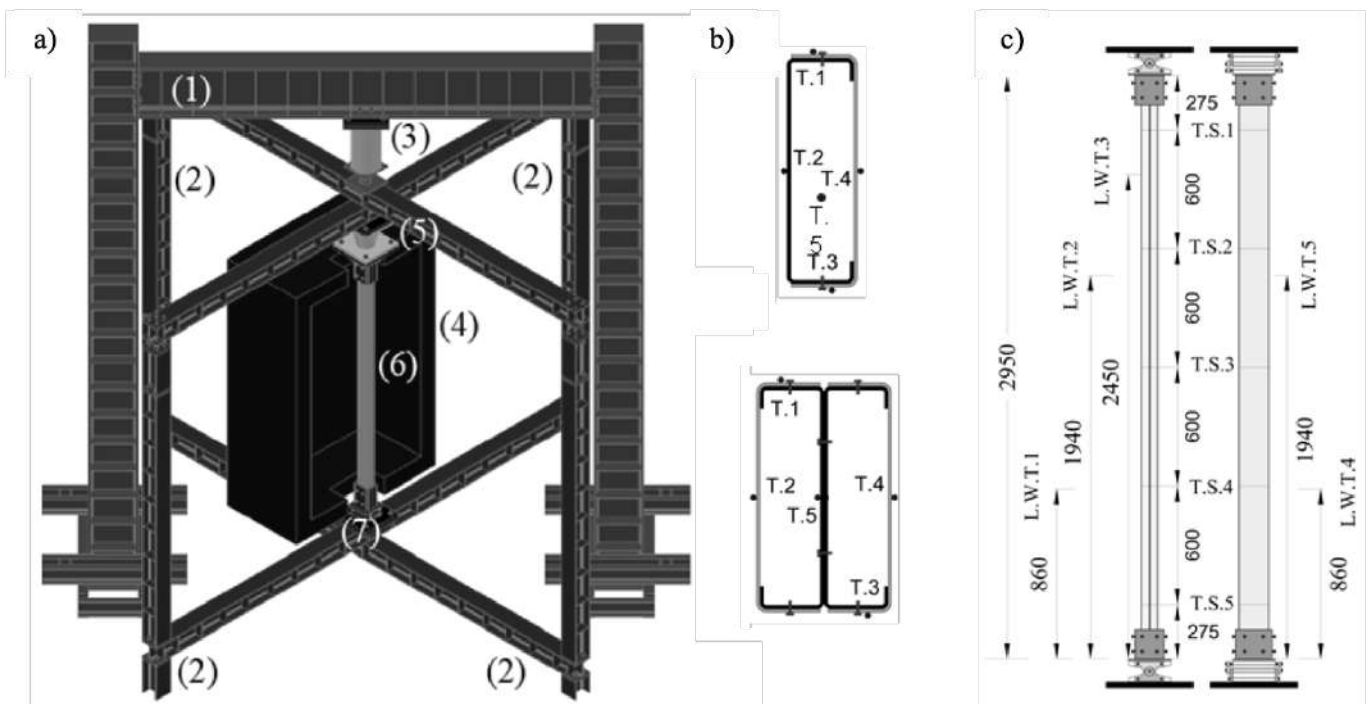 a)
(1)
(3)
(2)
(2)
(5)
(4)
(6)
(7)
(2)
(2)
b)
T.1
T.2
T.4
T.
5
T.3
T.1
T.2
T.4
T.5
T.3
c)
275
T.S.1
L.W.T.3
600
L.W.T.2
T.S.2
L.W.T.5
600
2950
2450
T.S.3
600
L.W.T.1
1940
1940
T.S.4
L.W.T.4
600
860
860
T.S.5
275